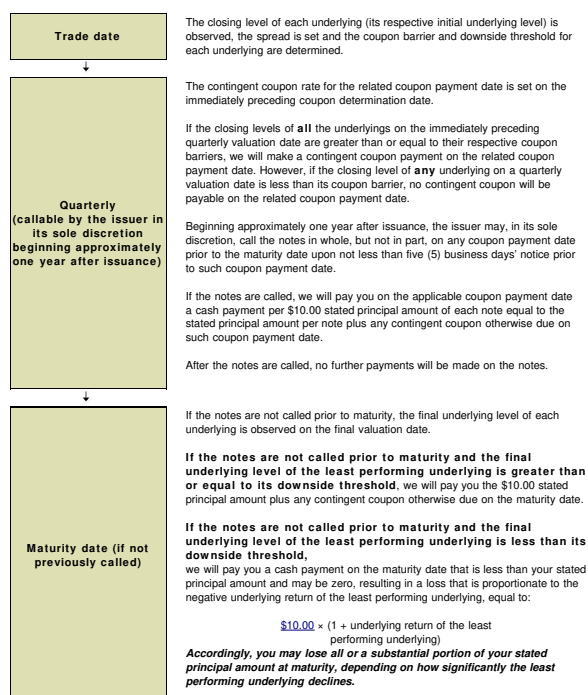 Trade date
The closing level of each underlying (its respective initial underlying level) is
observed, the spread is set and the coupon barrier and downside threshold for
each underlying are determined.
↓
Quarterly
(callable by the issuer in
its sole discretion
beginning approximately
one year after issuance)
The contingent coupon rate for the related coupon payment date is set on the
immediately preceding coupon determination date.
If the closing levels of all the underlyings on the immediately preceding
quarterly valuation date are greater than or equal to their respective coupon
barriers, we will make a contingent coupon payment on the related coupon
payment date. However, if the closing level of any underlying on a quarterly
valuation date is less than its coupon barrier, no contingent coupon will be
payable on the related coupon payment date.
Beginning approximately one year after issuance, the issuer may, in its sole
discretion, call the notes in whole, but not in part, on any coupon payment date
prior to the maturity date upon not less than five (5) business days' notice prior
to such coupon payment date.
If the notes are called, we will pay you on the applicable coupon payment date
a cash payment per $10.00 stated principal amount of each note equal to the
stated principal amount per note plus any contingent coupon otherwise due on
such coupon payment date.
After the notes are called, no further payments will be made on the notes.
↓
Maturity date (if not
previously called)
If the notes are not called prior to maturity, the final underlying level of each
underlying is observed on the final valuation date.
If the notes are not called prior to maturity and the final
underlying level of the least performing underlying is greater than
or equal to its downside threshold, we will pay you the $10.00 stated
principal amount plus any contingent coupon otherwise due on the maturity date.
If the notes are not called prior to maturity and the final
underlying level of the least performing underlying is less than its
downside threshold,
we will pay you a cash payment on the maturity date that is less than your stated
principal amount and may be zero, resulting in a loss that is proportionate to the
negative underlying return of the least performing underlying, equal to:
$10.00 × (1 + underlying return of the least
performing underlying)
Accordingly, you may lose all or a substantial portion of your stated
principal amount at maturity, depending on how significantly the least
performing underlying declines.